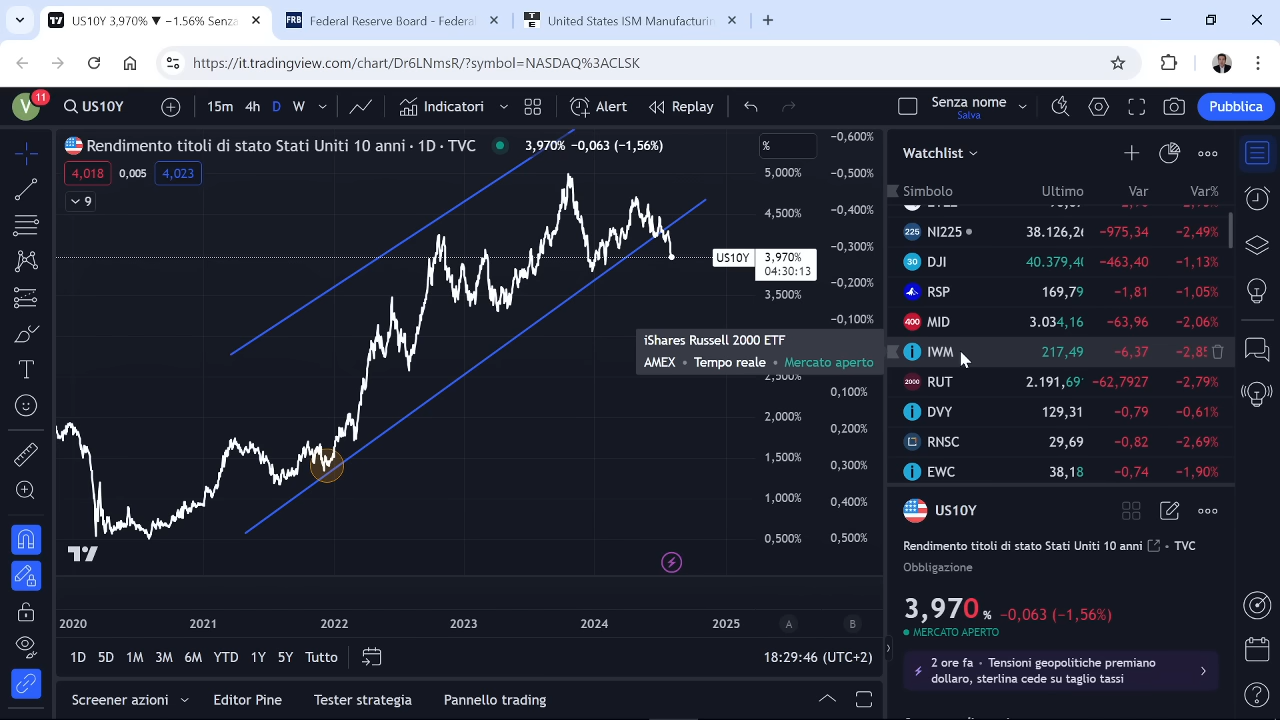 US10Y 3,970% ▼ −1.56% Senza
Federal Reserve Board - Federal
United States ISM Manufacturin
https://it.tradingview.com/chart/Dr6LNmsR/?symbol=NASDAQ%3ACLSK
V
11
US10Y
15m 4h D W
Indicatori
Alert
Replay
Senza nome
Salva
Pubblica
Rendimento titoli di stato Stati Uniti 10 anni · 1D · TVC
3,970% −0,063 (−1,56%)
4,018 0,005 4,023
9
%
5,000%
4,500%
US10Y 3,970%
04:30:13
3,500%
2,500%
2,000%
1,500%
1,000%
0,500%
−0,600%
−0,500%
−0,400%
−0,300%
−0,200%
−0,100%
0,100%
0,200%
0,300%
0,400%
0,500%
iShares Russell 2000 ETF
AMEX • Tempo reale • Mercato aperto
2020 2021 2022 2023 2024 2025 A B
1D 5D 1M 3M 6M YTD 1Y 5Y Tutto
18:29:46 (UTC+2)
Screener azioni Editor Pine Tester strategia Pannello trading
Watchlist
Simbolo Ultimo Var Var%
225 NI225 38.126,2 −975,34 −2,49%
30 DJI 40.379,4 −463,40 −1,13%
RSP 169,79 −1,81 −1,05%
400 MID 3.034,16 −63,96 −2,06%
IWM 217,49 −6,37 −2,8
2000 RUT 2.191,69 −62,7927 −2,79%
DVY 129,31 −0,79 −0,61%
RNSC 29,69 −0,82 −2,69%
EWC 38,18 −0,74 −1,90%
US10Y
Rendimento titoli di stato Stati Uniti 10 anni • TVC
Obbligazione
3,970 % −0,063 (−1,56%)
MERCATO APERTO
2 ore fa • Tensioni geopolitiche premiano
dollaro, sterlina cede su taglio tassi